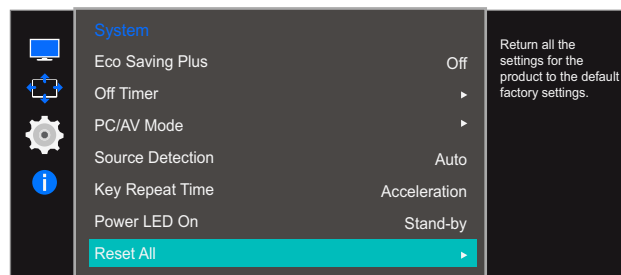 System
Eco Saving Plus Off
Off Timer ▸
PC/AV Mode ▸
Source Detection Auto
Key Repeat Time Acceleration
Power LED On Stand-by
Reset All ▸
Return all the
settings for the
product to the default
factory settings.